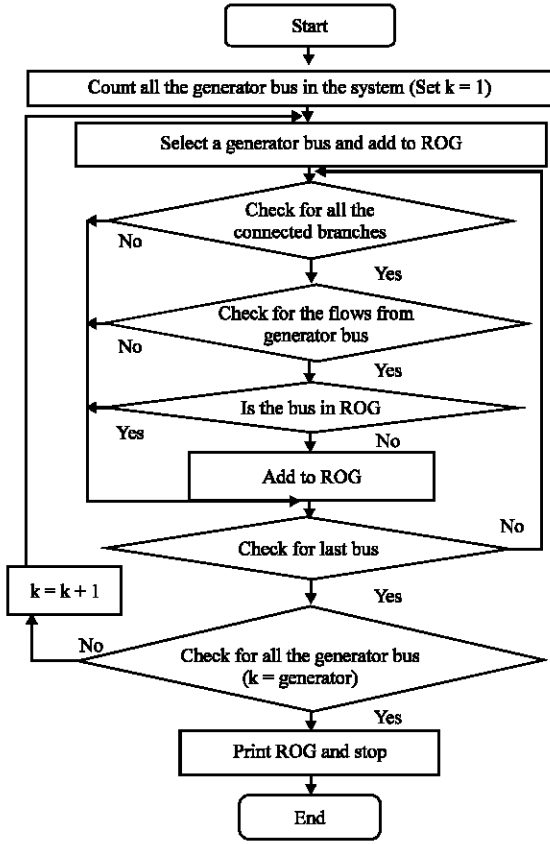 Start
Count all the generator bus in the system (Set k = 1)
Select a generator bus and add to ROG
Check for all the
connected branches
No
Yes
Check for the flows from
generator bus
No
Yes
Is the bus in ROG
Yes
No
Add to ROG
No
Check for last bus
k = k + 1
Yes
No
Check for all the generator bus
(k = generator)
Yes
Print ROG and stop
End